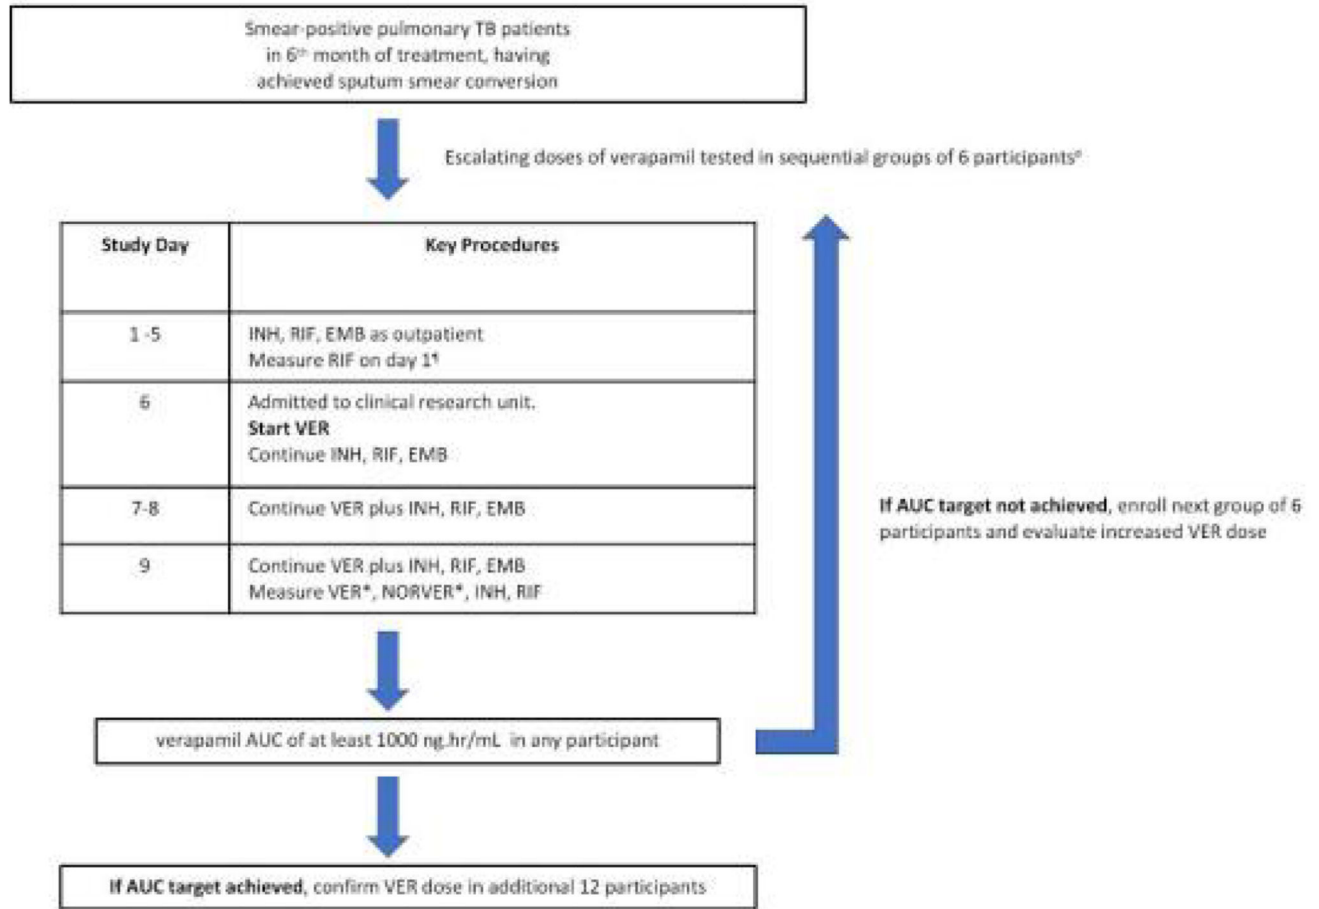 Smear-positive pulmonary TB patients
in 6th month of treatment, having
achieved sputum smear conversion
Escalating doses of verapamil tested in sequential groups of 6 participantsᵒ
Study Day
Key Procedures
1 -5
INH, RIF, EMB as outpatient
Measure RIF on day 1¶
6
Admitted to clinical research unit.
Start VER
Continue INH, RIF, EMB
7-8
Continue VER plus INH, RIF, EMB
9
Continue VER plus INH, RIF, EMB
Measure VER*, NORVER*, INH, RIF
If AUC target not achieved, enroll next group of 6
participants and evaluate increased VER dose
verapamil AUC of at least 1000 ng.hr/mL in any participant
If AUC target achieved, confirm VER dose in additional 12 participants